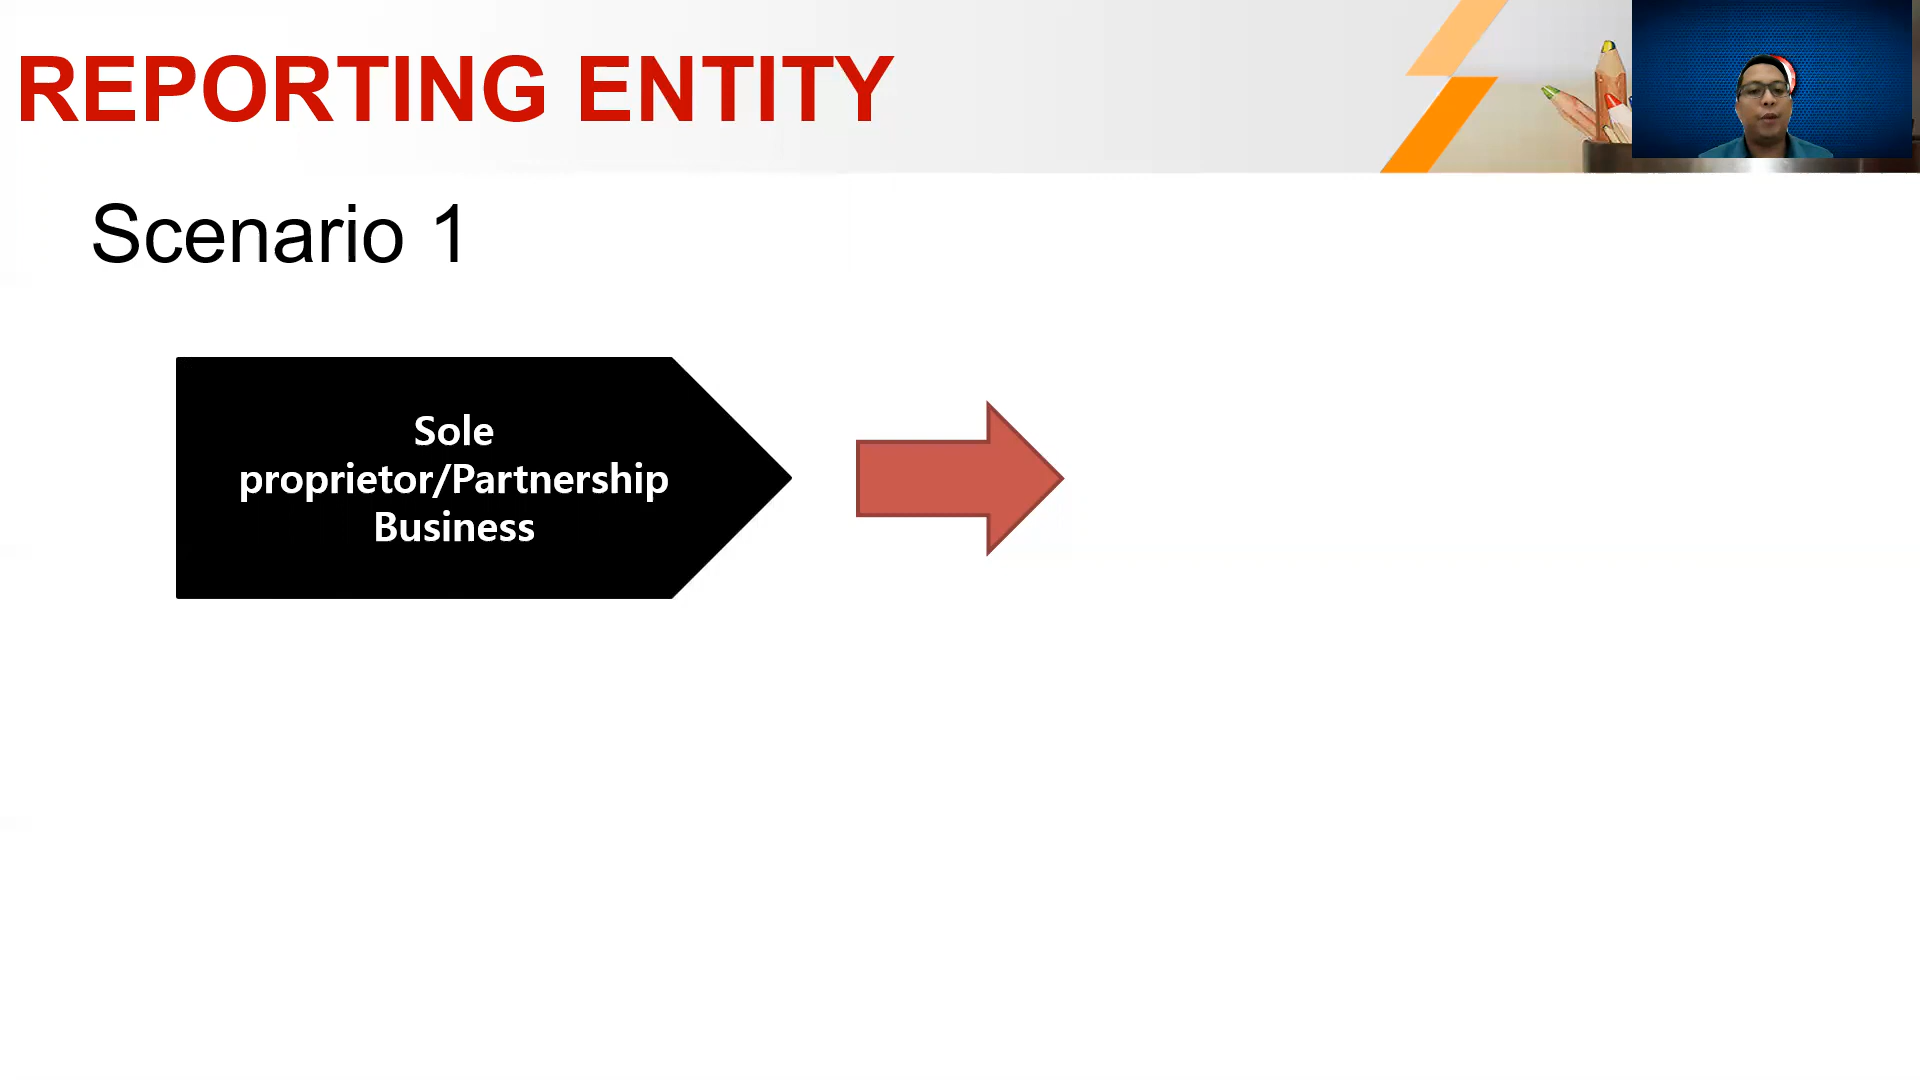 REPORTING ENTITY
Scenario 1
Sole
proprietor/Partnership
Business